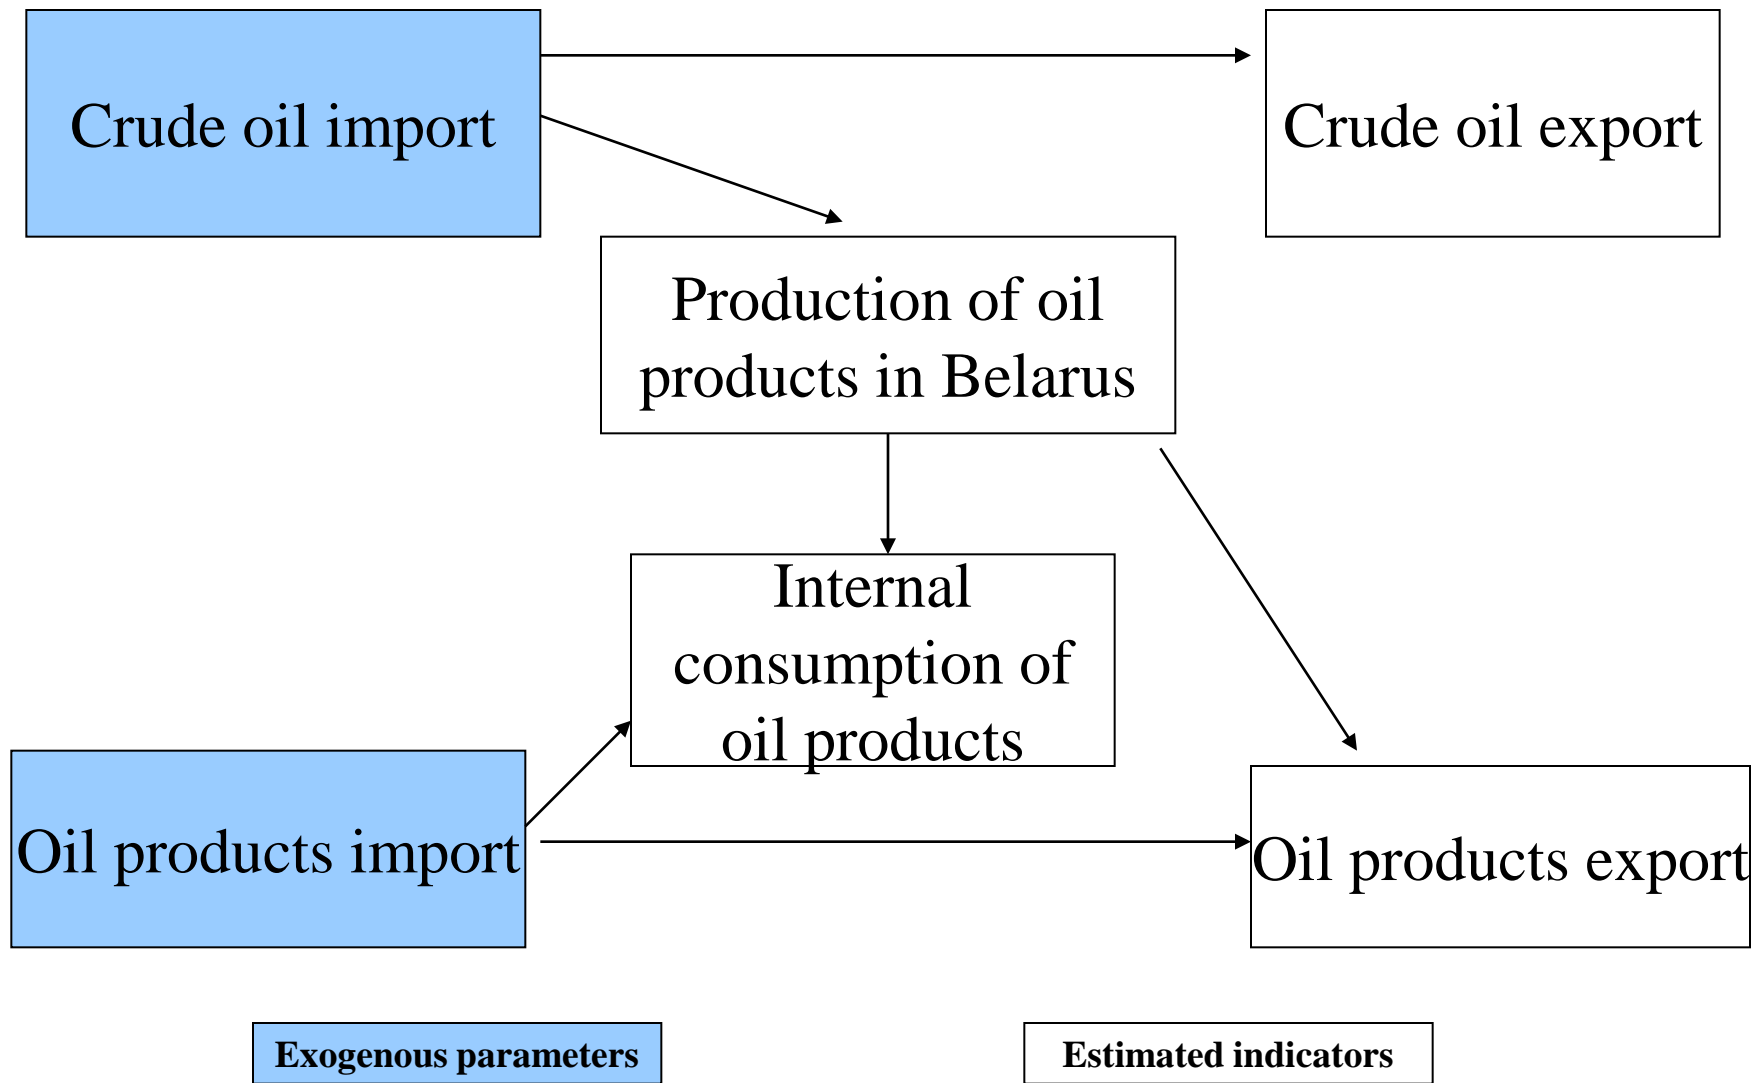 Crude oil import
Crude oil export
Production of oil
products in Belarus
Internal
consumption of
oil products
Oil products import
Oil products export
Exogenous parameters
Estimated indicators